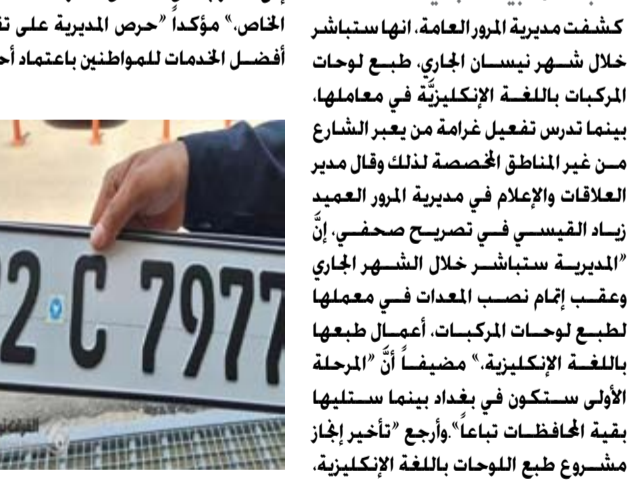 كشفت مديرية المرور العامة، انها ستباشر
خلال شهر نيسان الجاري، طبع لوحات
المركبات باللغة الإنكليزيَّة في معاملها،
بينما تدرس تفعيل غرامة من يعبر الشارع
من غير المناطق المخصصة لذلك وقال مدير
العلاقات والإعلام في مديرية المرور العميد
زياد القيسي في تصريح صحفي، إنَّ
«المديرية ستباشر خلال الشهر الجاري
وعقب إتمام نصب المعدات في معملها
لطبع لوحات المركبات، أعمال طبعها
باللغة الإنكليزية،» مضيفاً أنَّ «المرحلة
الأولى ستكون في بغداد بينما ستليها
بقية المحافظات تباعاً».وأرجع «تأخير إنجاز
مشروع طبع اللوحات باللغة الإنكليزية،
الخاص،» مؤكداً «حرص المديرية على
أفضل الخدمات للمواطنين باعتماد
2 C 7977